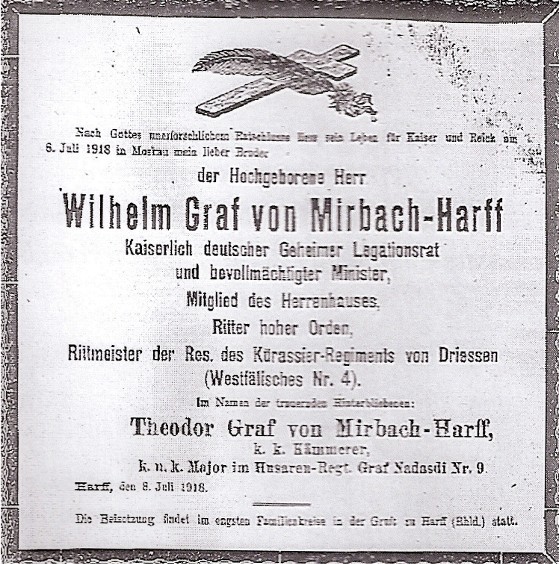 Nach Gottes unerforschlichem Ratschlusse liess sein Leben für Kaiser und Reich am
6. Juli 1918 in Moskau mein lieber Bruder
der Hochgeborene Herr
Wilhelm Graf von Mirbach-Harff
Kaiserlich deutscher Geheimer Legationsrat
und bevollmächtigter Minister,
Mitglied des Herrenhauses,
Ritter hoher Orden,
Rittmeister der Res. des Kürassier-Regiments von Driesen
(Westfälisches Nr. 4).
Im Namen der trauernden Hinterbliebenen:
Theodor Graf von Mirbach-Harff,
k. k. Kämmerer,
k. u. k. Major im Husaren-Regt. Graf Nadasdi Nr. 9.
Harff, den 8. Juli 1918.
Die Beisetzung findet im engsten Familienkreise in der Gruft zu Harff (Rhld.) statt.